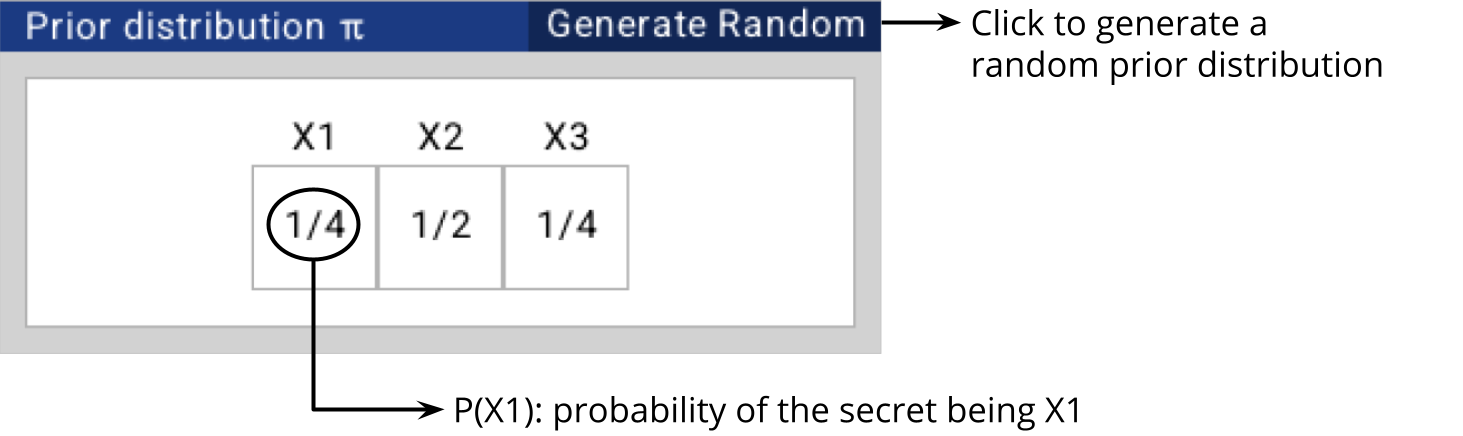 Prior distribution π
Generate Random
Click to generate a
random prior distribution
X1 X2 X3
1/4 1/2 1/4
P(X1): probability of the secret being X1